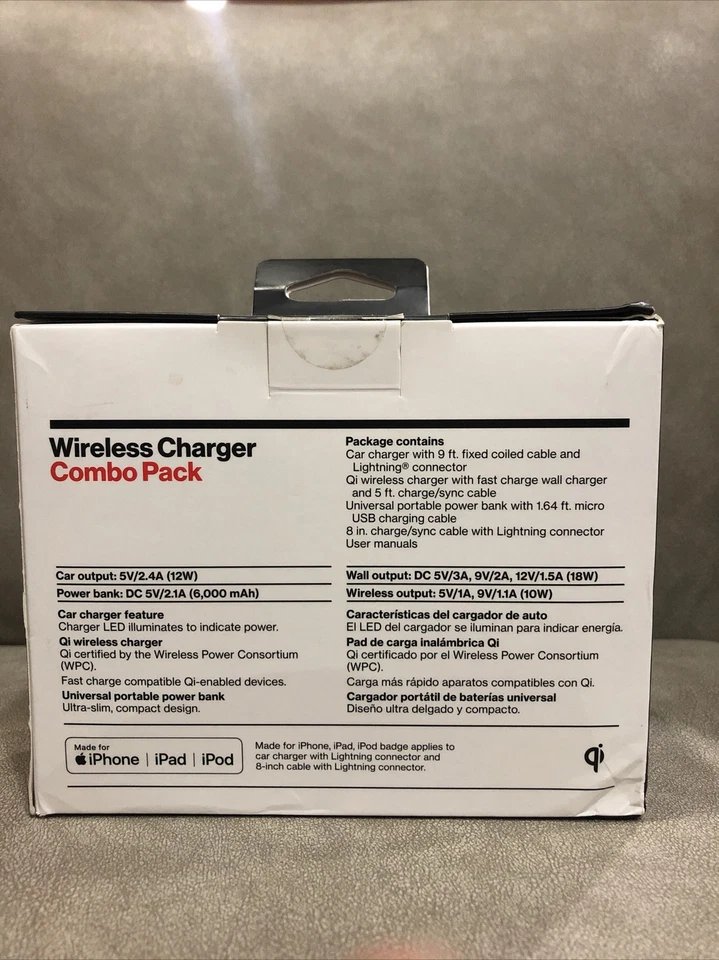 Wireless Charger
Combo Pack
Package contains
Car charger with 9 ft. fixed coiled cable and
Lightning® connector
Qi wireless charger with fast charge wall charger
and 5 ft. charge/sync cable
Universal portable power bank with 1.64 ft. micro
USB charging cable
8 in. charge/sync cable with Lightning connector
User manuals
Car output: 5V/2.4A (12W)
Power bank: DC 5V/2.1A (6,000 mAh)
Wall output: DC 5V/3A, 9V/2A, 12V/1.5A (18W)
Wireless output: 5V/1A, 9V/1.1A (10W)
Car charger feature
Charger LED illuminates to indicate power.
Qi wireless charger
Qi certified by the Wireless Power Consortium
(WPC).
Fast charge compatible Qi-enabled devices.
Universal portable power bank
Ultra-slim, compact design.
Características del cargador de auto
El LED del cargador se iluminan para indicar energía.
Pad de carga inalámbrica Qi
Qi certificado por el Wireless Power Consortium
(WPC).
Carga más rápido aparatos compatibles con Qi.
Cargador portátil de baterías universal
Diseño ultra delgado y compacto.
Made for
iPhone | iPad | iPod
Made for iPhone, iPad, iPod badge applies to
car charger with Lightning connector and
8-inch cable with Lightning connector.
qi